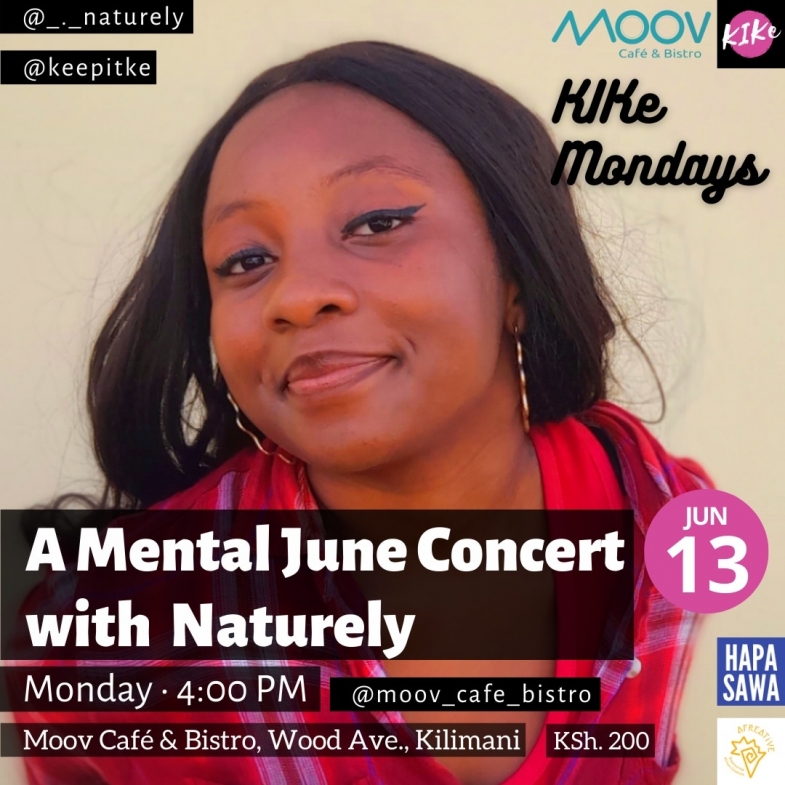 @_._naturely
@keepitke
MOOV
Café & Bistro
KIKe
KIKe
Mondays
A Mental June Concert
with Naturely
JUN
13
Monday · 4:00 PM
@moov_cafe_bistro
Moov Café & Bistro, Wood Ave., Kilimani
KSh. 200
HAPA
SAWA
AFREATIVE